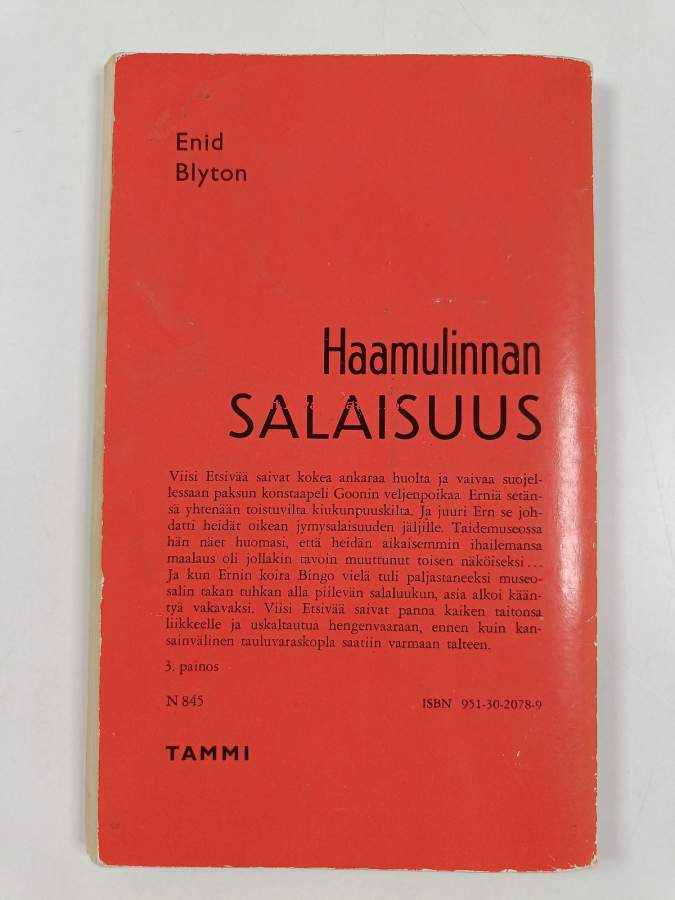 Enid
Blyton
Haamulinnan
SALAISUUS
Viisi Etsivää saivat kokea ankaraa huolta ja vaivaa suojel-
lessaan paksun konstaapeli Goonin veljenpoikaa Erniä setän-
sä yhtenään toistuvilta kiukunpuuskilta. Ja juuri Ern se joh-
datti heidät oikean jymysalaisuuden jäljille. Taidemuseossa
hän näet huomasi, että heidän aikaisemmin ihailemansa
maalaus oli jollakin tavoin muuttunut toisen näköiseksi...
Ja kun Ernin koira Bingo vielä tuli paljastaneeksi museo-
salin takan tuhkan alla piilevän salaluukun, asia alkoi kään-
tyä vakavaksi. Viisi Etsivää saivat panna kaiken taitonsa
liikkeelle ja uskaltautua hengenvaaraan, ennen kuin kan-
sainvälinen tauluvaraskopla saatiin varmaan talteen.
3. painos
N 845
ISBN 951-30-2078-9
TAMMI